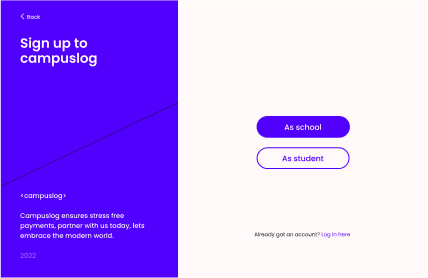 Back
Sign up to
campuslog
<campuslog>
Campuslog ensures stress free
payments, partner with us today, lets
embrace the modern world.
2022
As school
As student
Already got an account? Log in here